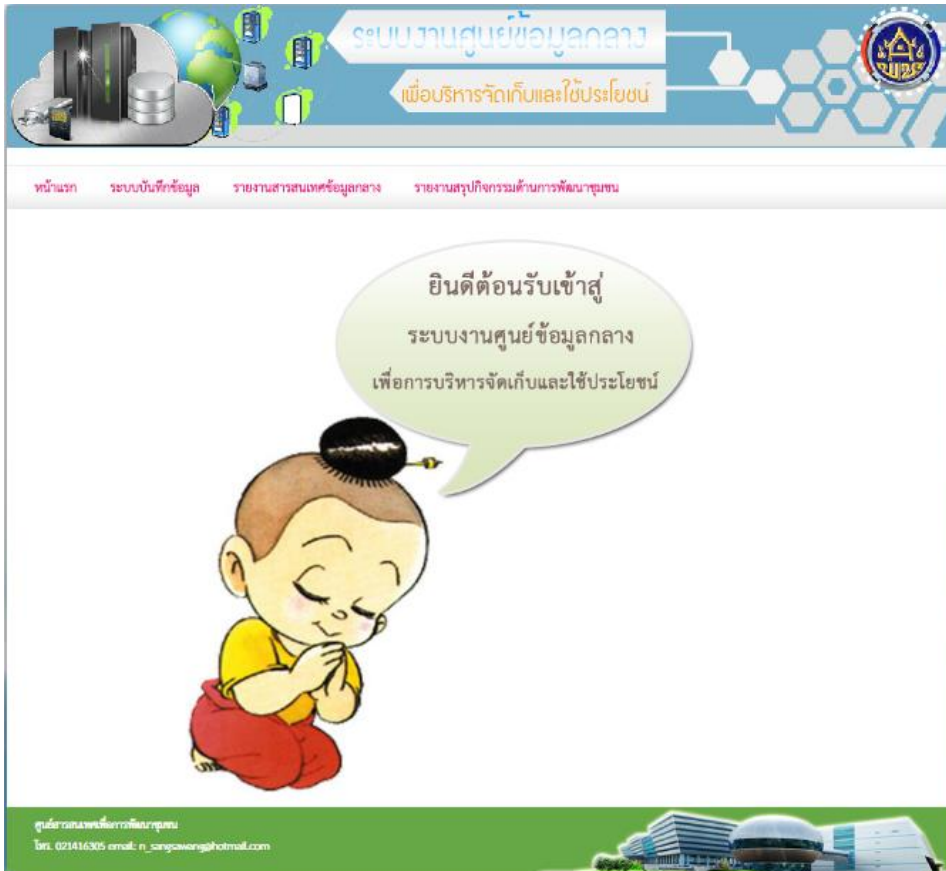 ระบบงานศูนย์ข้อมูลกลาง
เพื่อบริหารจัดเก็บและใช้ประโยชน์
หน้าแรก ระบบบันทึกข้อมูล รายงานสารสนเทศข้อมูลกลาง รายงานสรุปกิจกรรมด้านการพัฒนาชุมชน
ยินดีต้อนรับเข้าสู่
ระบบงานศูนย์ข้อมูลกลาง
เพื่อการบริหารจัดเก็บและใช้ประโยชน์
ศูนย์สารสนเทศเพื่อการพัฒนาชุมชน
โทร. 021416305 email: n_sangsawang@hotmail.com